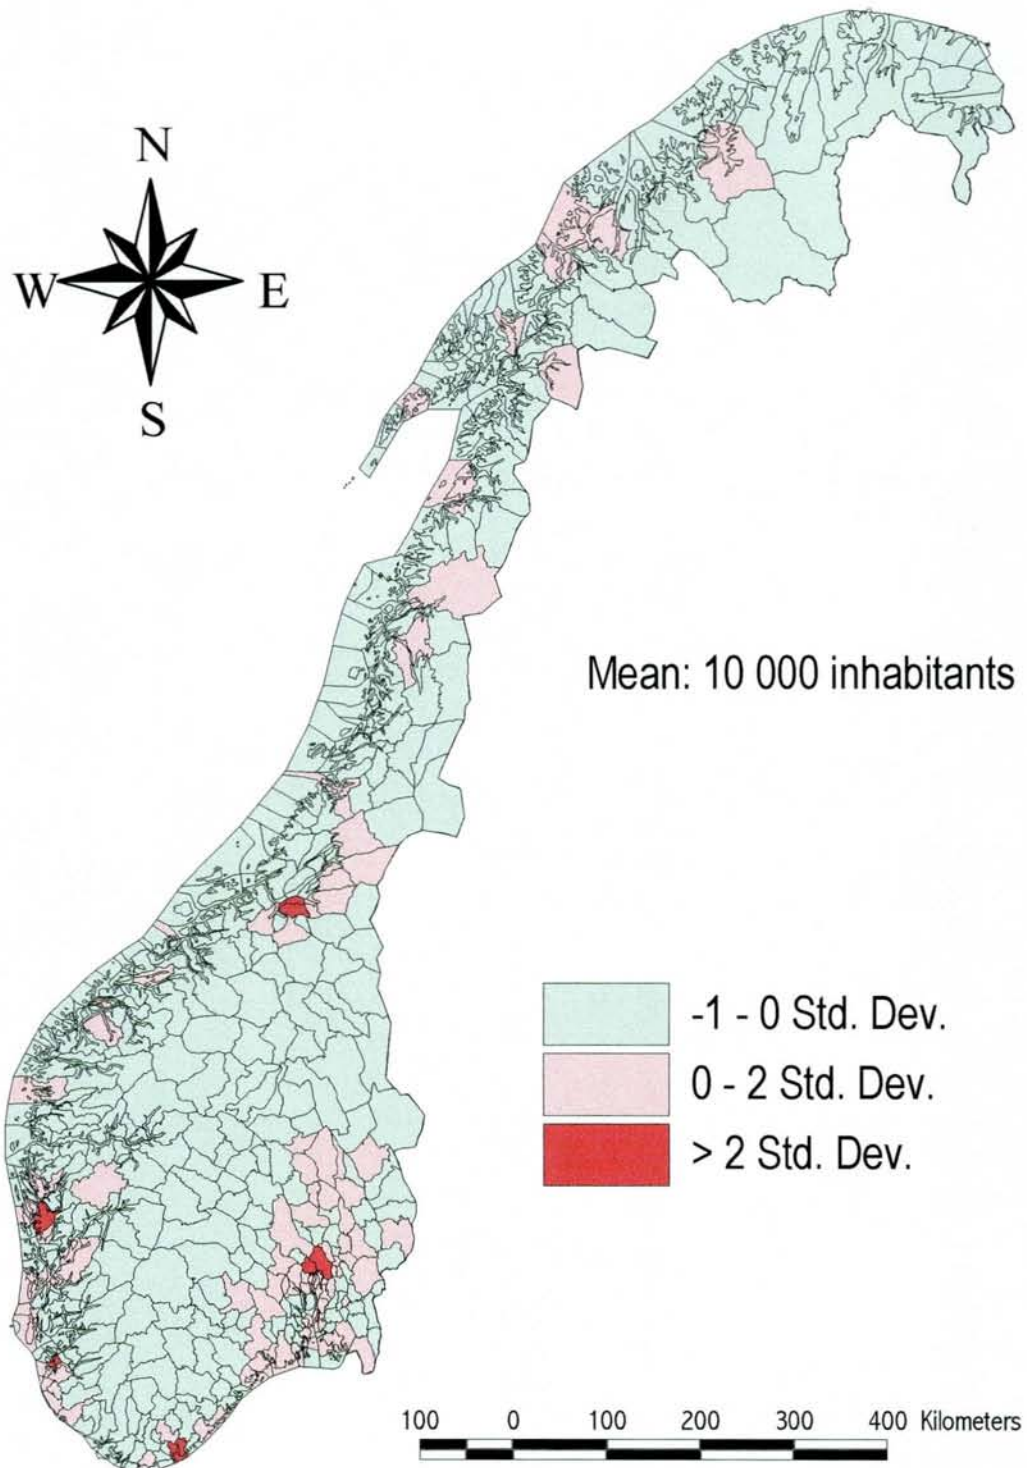 N
W E
S
Mean: 10 000 inhabitants
-1 - 0 Std. Dev.
0 - 2 Std. Dev.
> 2 Std. Dev.
100 0 100 200 300 400 Kilometers